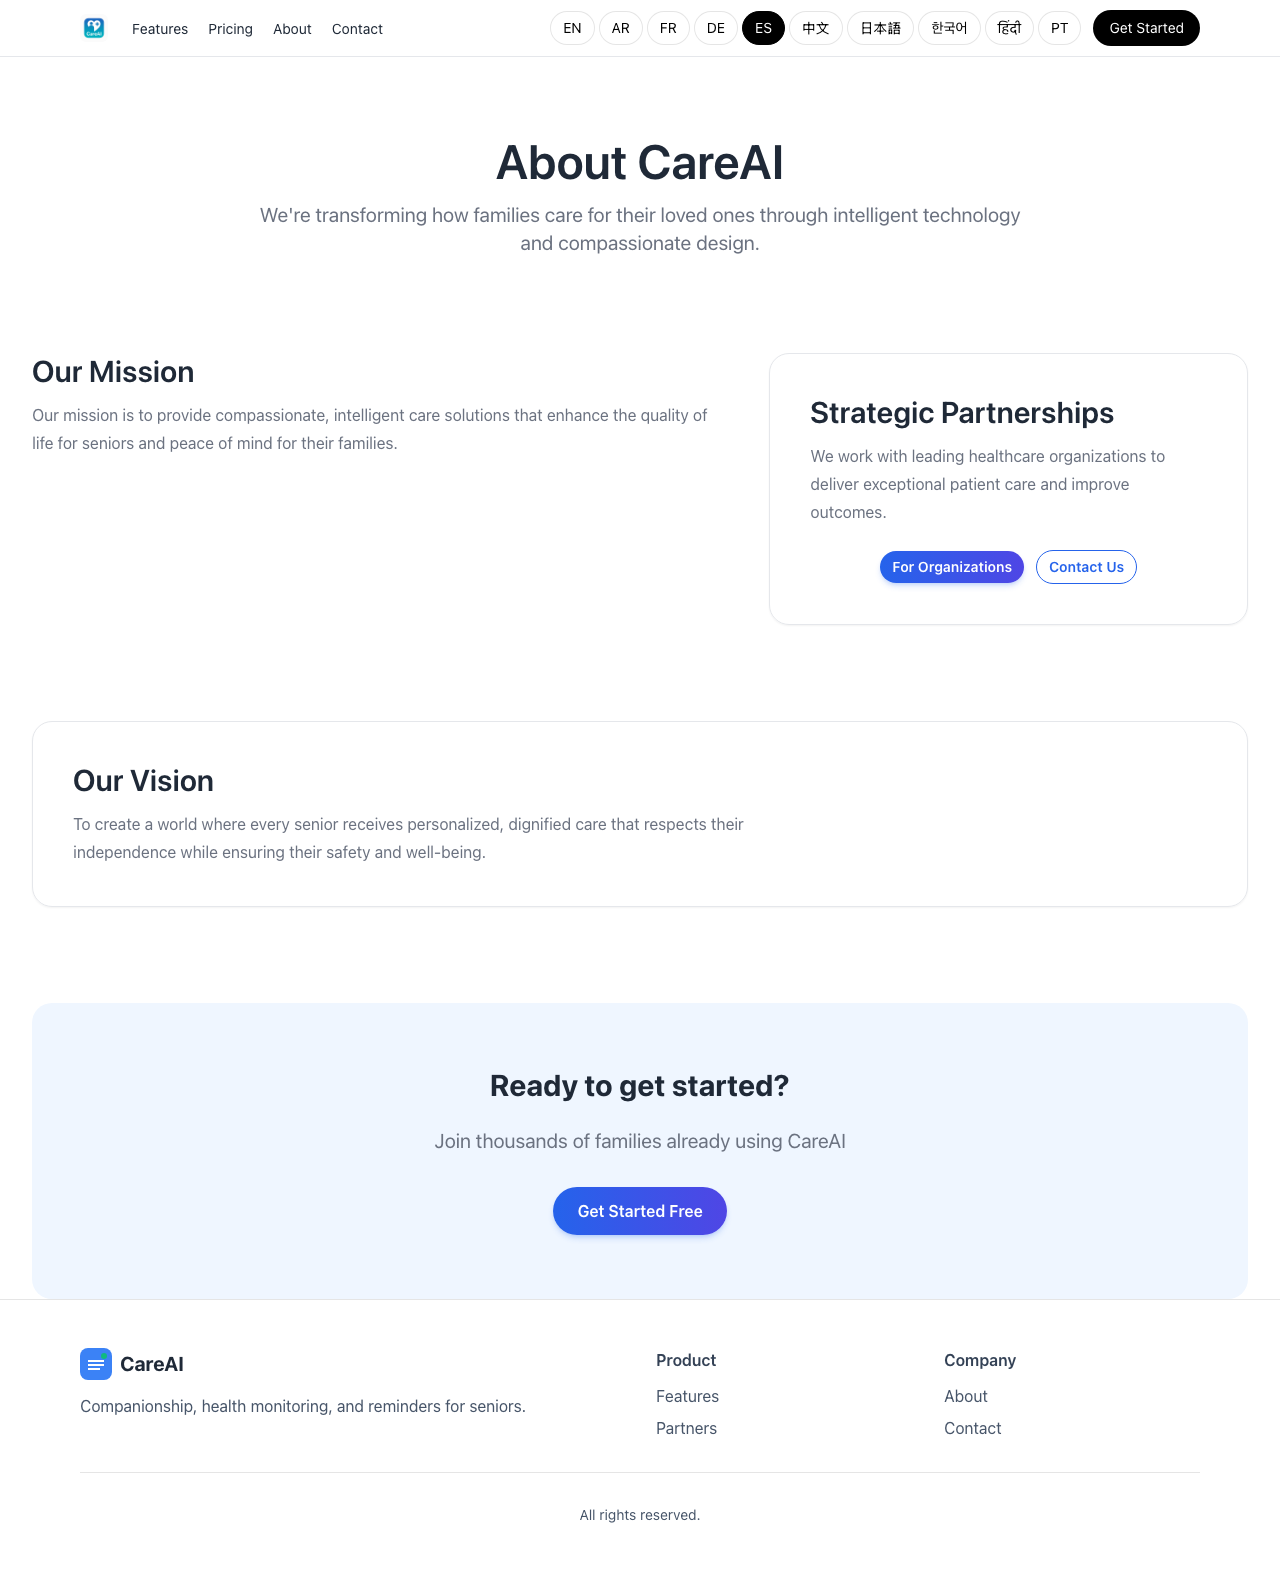 Features
Pricing
About
Contact
EN
AR
FR
DE
ES
中文
日本語
한국어
हिंदी
PT
Get Started
About CareAI
We're transforming how families care for their loved ones through intelligent technology
and compassionate design.
Our Mission
Our mission is to provide compassionate, intelligent care solutions that enhance the quality of
life for seniors and peace of mind for their families.
Strategic Partnerships
We work with leading healthcare organizations to
deliver exceptional patient care and improve
outcomes.
For Organizations
Contact Us
Our Vision
To create a world where every senior receives personalized, dignified care that respects their
independence while ensuring their safety and well-being.
Ready to get started?
Join thousands of families already using CareAI
Get Started Free
CareAI
Companionship, health monitoring, and reminders for seniors.
Product
Features
Partners
Company
About
Contact
All rights reserved.